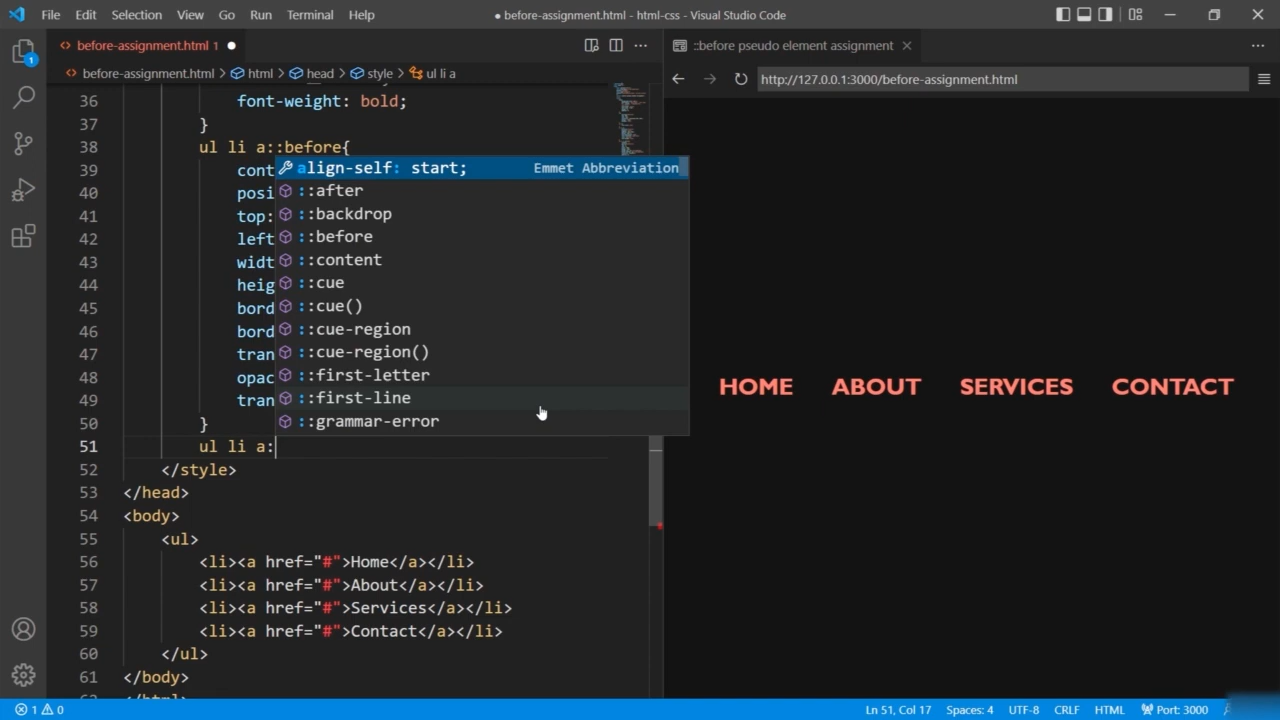 File Edit Selection View Go Run Terminal Help ● before-assignment.html - html-css - Visual Studio Code
<> before-assignment.html 1 ●
::before pseudo element assignment
<> before-assignment.html > html > head > style > ul li a
http://127.0.0.1:3000/before-assignment.html
1
36 font-weight: bold;
37 }
38 ul li a::before{
39 cont
40 posi
41 top:
42 left
43 widt
44 heig
45 bord
46 bord
47 tran
48 opac
49 tran
50 }
51 ul li a:
52 </style>
53 </head>
54 <body>
55 <ul>
56 <li><a href="#">Home</a></li>
57 <li><a href="#">About</a></li>
58 <li><a href="#">Services</a></li>
59 <li><a href="#">Contact</a></li>
60 </ul>
61 </body>
align-self: start; Emmet Abbreviation
::after
::backdrop
::before
::content
::cue
::cue()
::cue-region
::cue-region()
::first-letter
::first-line
::grammar-error
HOME ABOUT SERVICES CONTACT
1 0 Ln 51, Col 17 Spaces: 4 UTF-8 CRLF HTML Port: 3000